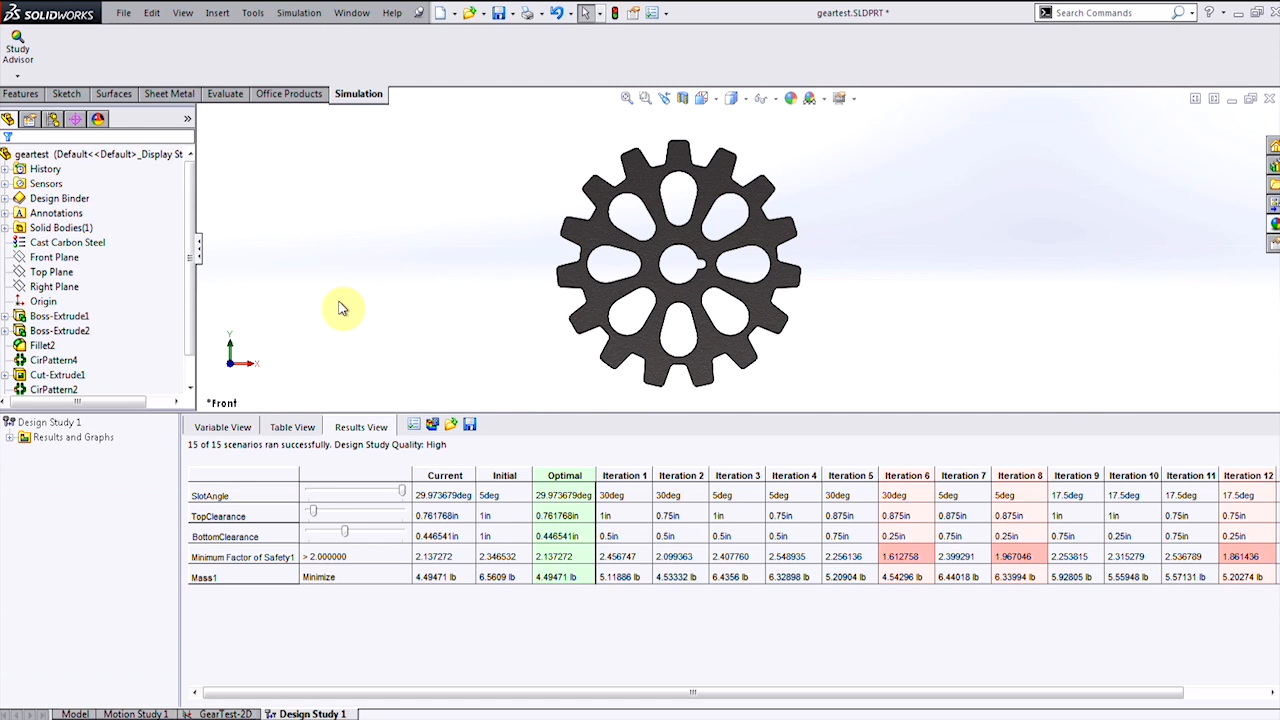 SOLIDWORKS File Edit View Insert Tools Simulation Window Help geartest.SLDPRT * Search Commands
Study
Advisor
Features Sketch Surfaces Sheet Metal Evaluate Office Products Simulation
geartest (Default<<Default>_Display St
History
Sensors
Design Binder
Annotations
Solid Bodies(1)
Cast Carbon Steel
Front Plane
Top Plane
Right Plane
Origin
Boss-Extrude1
Boss-Extrude2
Fillet2
CirPattern4
Cut-Extrude1
CirPattern2
Y
X
*Front
Design Study 1
Results and Graphs
Variable View Table View Results View
15 of 15 scenarios ran successfully. Design Study Quality: High
Current Initial Optimal Iteration 1 Iteration 2 Iteration 3 Iteration 4 Iteration 5 Iteration 6 Iteration 7 Iteration 8 Iteration 9 Iteration 10 Iteration 11 Iteration 12
SlotAngle 29.973679deg 5deg 29.973679deg 30deg 30deg 5deg 5deg 30deg 30deg 5deg 5deg 17.5deg 17.5deg 17.5deg 17.5deg
TopClearance 0.761768in 1in 0.761768in 1in 0.75in 1in 0.75in 0.875in 0.875in 0.875in 0.875in 1in 1in 0.75in 0.75in
BottomClearance 0.446541in 1in 0.446541in 0.5in 0.5in 0.5in 0.5in 0.75in 0.25in 0.75in 0.25in 0.75in 0.25in 0.75in 0.25in
Minimum Factor of Safety1 > 2.000000 2.137272 2.346532 2.137272 2.456747 2.099363 2.407760 2.548935 2.256136 1.612758 2.399291 1.967046 2.253815 2.315279 2.536789 1.861436
Mass1 Minimize 4.49471 lb 6.5609 lb 4.49471 lb 5.11886 lb 4.53332 lb 6.4356 lb 6.32898 lb 5.20904 lb 4.54296 lb 6.44018 lb 6.33994 lb 5.92805 lb 5.55948 lb 5.57131 lb 5.20274 lb
Model Motion Study 1 GearTest-2D Design Study 1